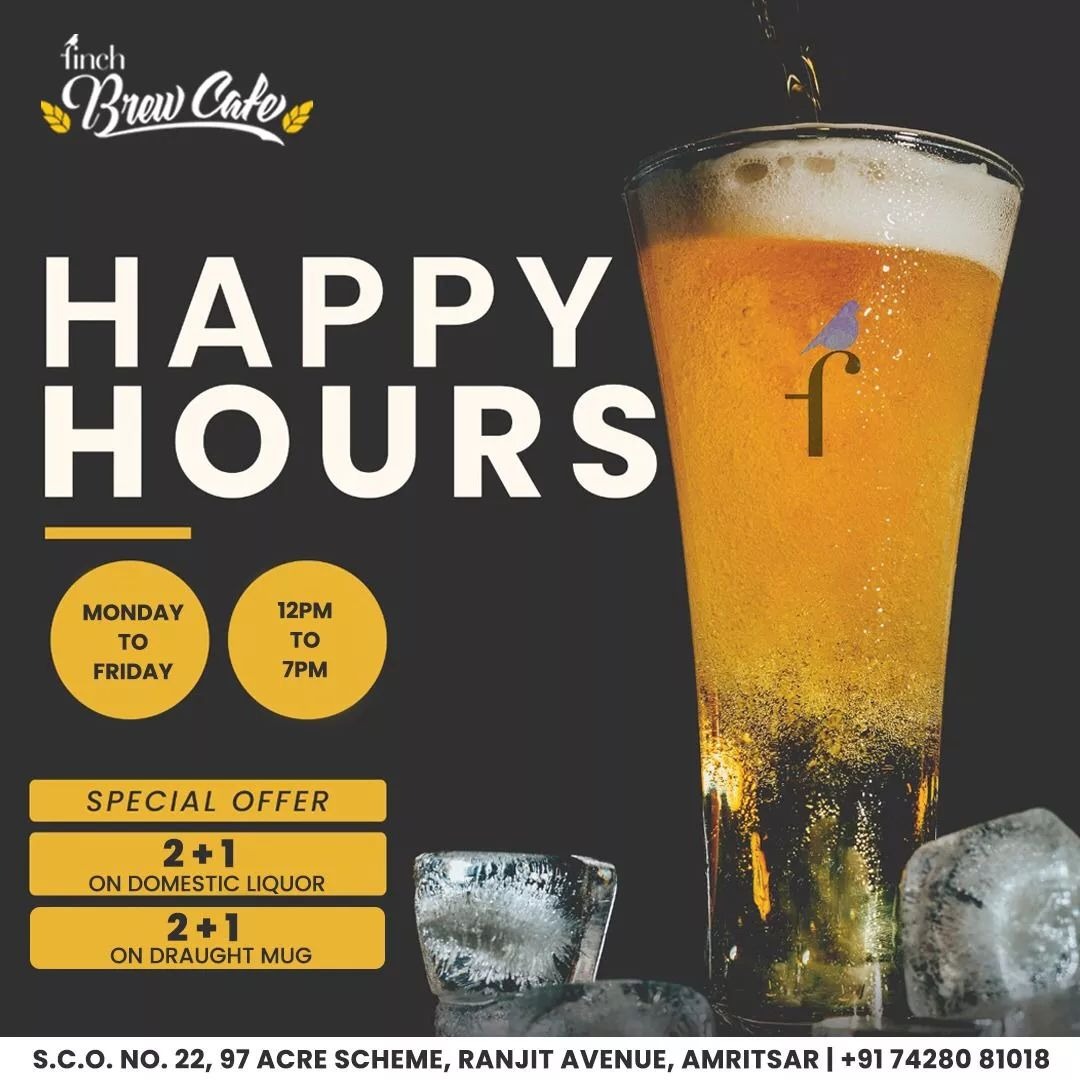 finch
Brew Cafe
HAPPY
HOURS
MONDAY
TO
FRIDAY
12PM
TO
7PM
SPECIAL OFFER
2+1
ON DOMESTIC LIQUOR
2+1
ON DRAUGHT MUG
f
S.C.O. NO. 22, 97 ACRE SCHEME, RANJIT AVENUE, AMRITSAR | +91 74280 81018